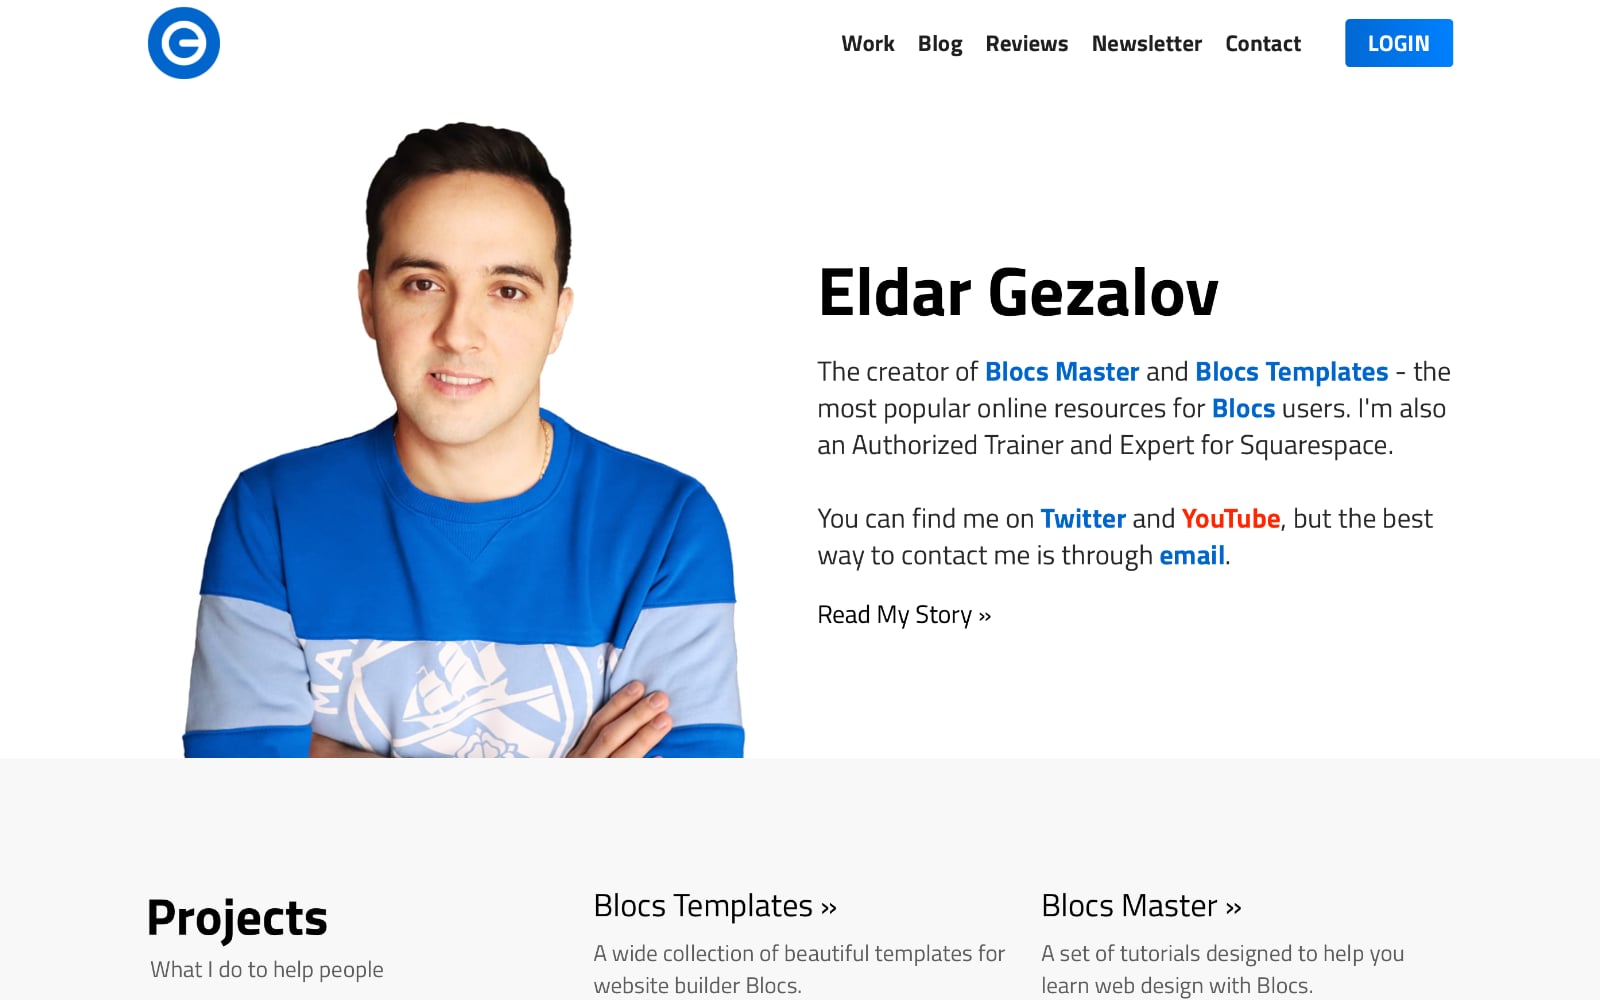 Work Blog Reviews Newsletter Contact LOGIN
Eldar Gezalov
The creator of Blocs Master and Blocs Templates - the
most popular online resources for Blocs users. I'm also
an Authorized Trainer and Expert for Squarespace.
You can find me on Twitter and YouTube, but the best
way to contact me is through email.
Read My Story »
MA
Projects
What I do to help people
Blocs Templates »
A wide collection of beautiful templates for
website builder Blocs.
Blocs Master »
A set of tutorials designed to help you
learn web design with Blocs.